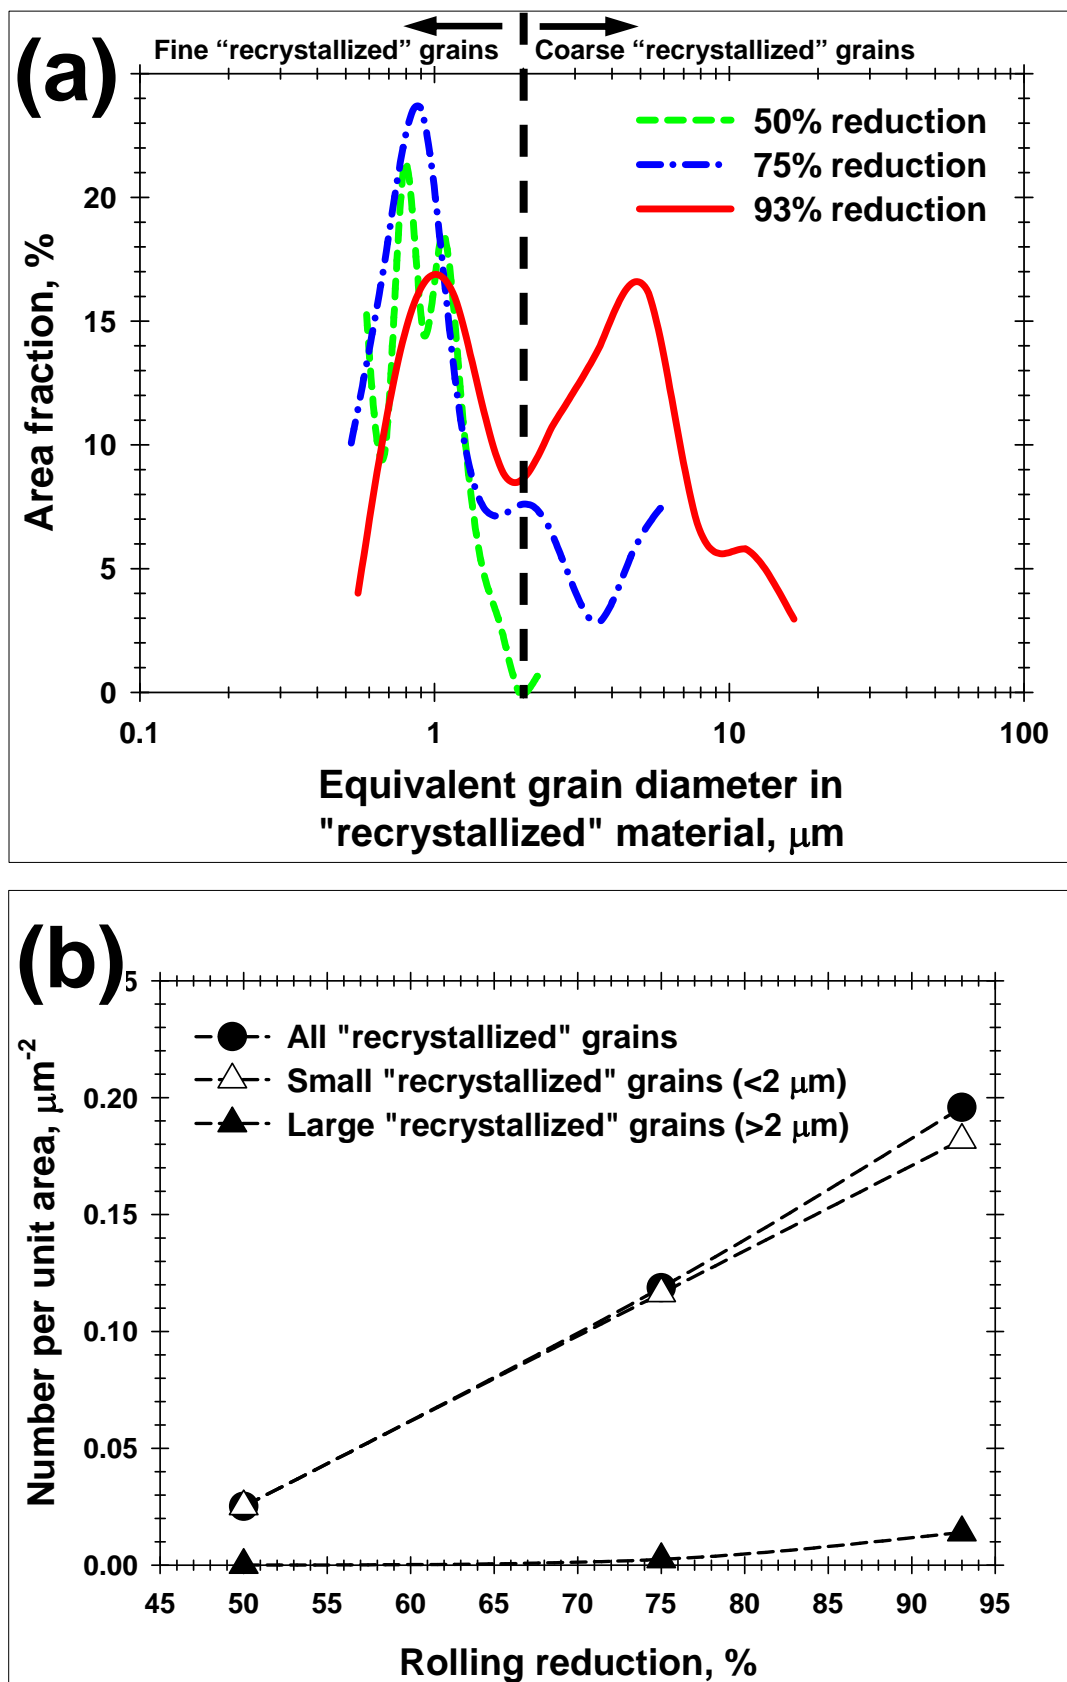 Fine “recrystallized” grains
Coarse “recrystallized” grains
(a)
50% reduction
75% reduction
93% reduction
Area fraction, %
20
15
10
5
0
0.1
1
10
100
Equivalent grain diameter in
"recrystallized" material, μm
(b)
5
All "recrystallized" grains
Small "recrystallized" grains (<2 μm)
Large "recrystallized" grains (>2 μm)
Number per unit area, μm-2
0.20
0.15
0.10
0.05
0.00
45
50
55
60
65
70
75
80
85
90
95
Rolling reduction, %